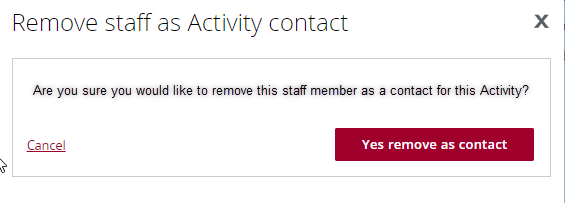 Remove staff as Activity contact
X
Are you sure you would like to remove this staff member as a contact for this Activity?
Cancel
Yes remove as contact